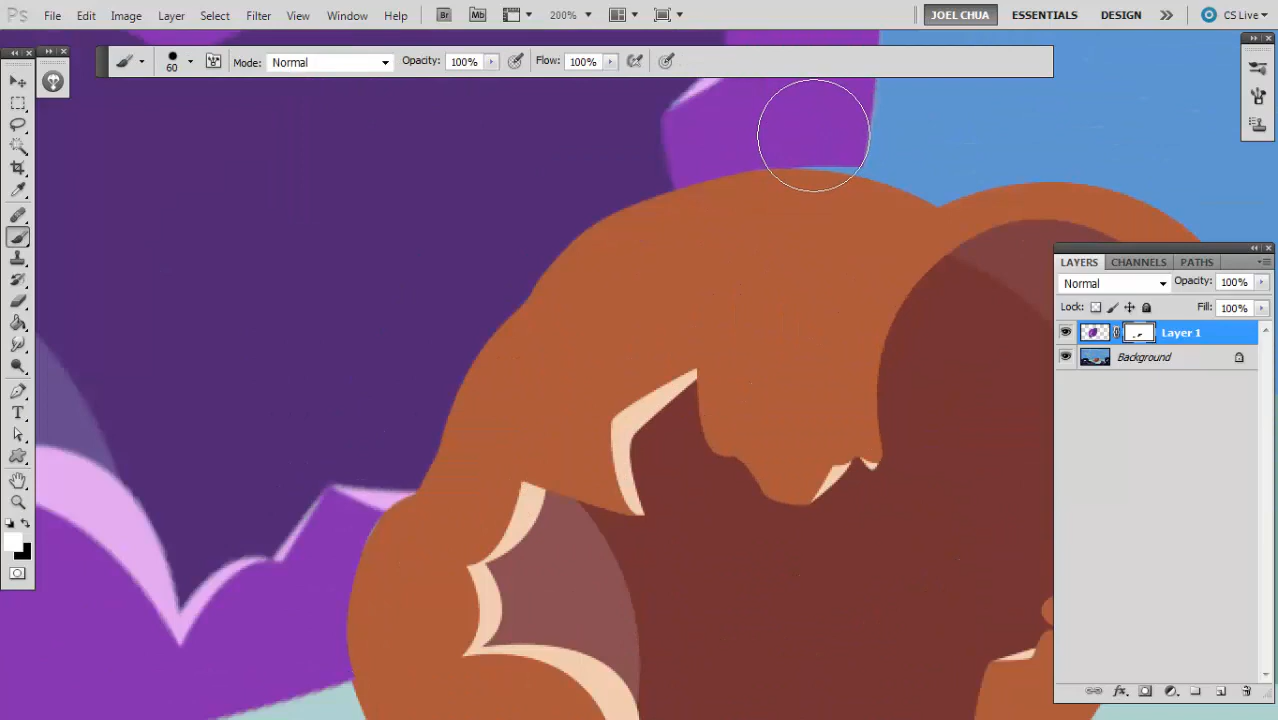 Ps File Edit Image Layer Select Filter View Window Help Br Mb 200% JOEL CHUA ESSENTIALS DESIGN CS Live
60 Mode: Normal Opacity: 100% Flow: 100%
LAYERS CHANNELS PATHS
Normal Opacity: 100%
Lock: Fill: 100%
Layer 1
Background
T
fx